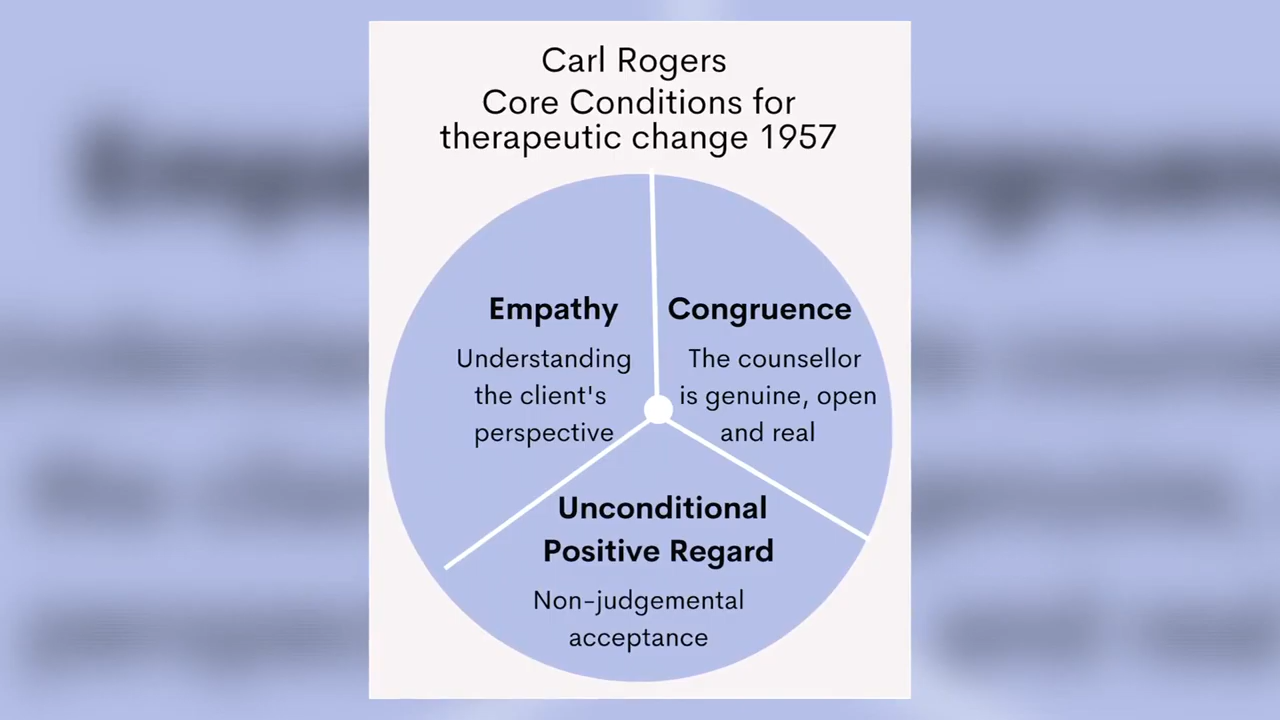 Carl Rogers
Core Conditions for
therapeutic change 1957
Empathy
Understanding
the client's
perspective
Congruence
The counsellor
is genuine, open
and real
Unconditional
Positive Regard
Non-judgemental
acceptance